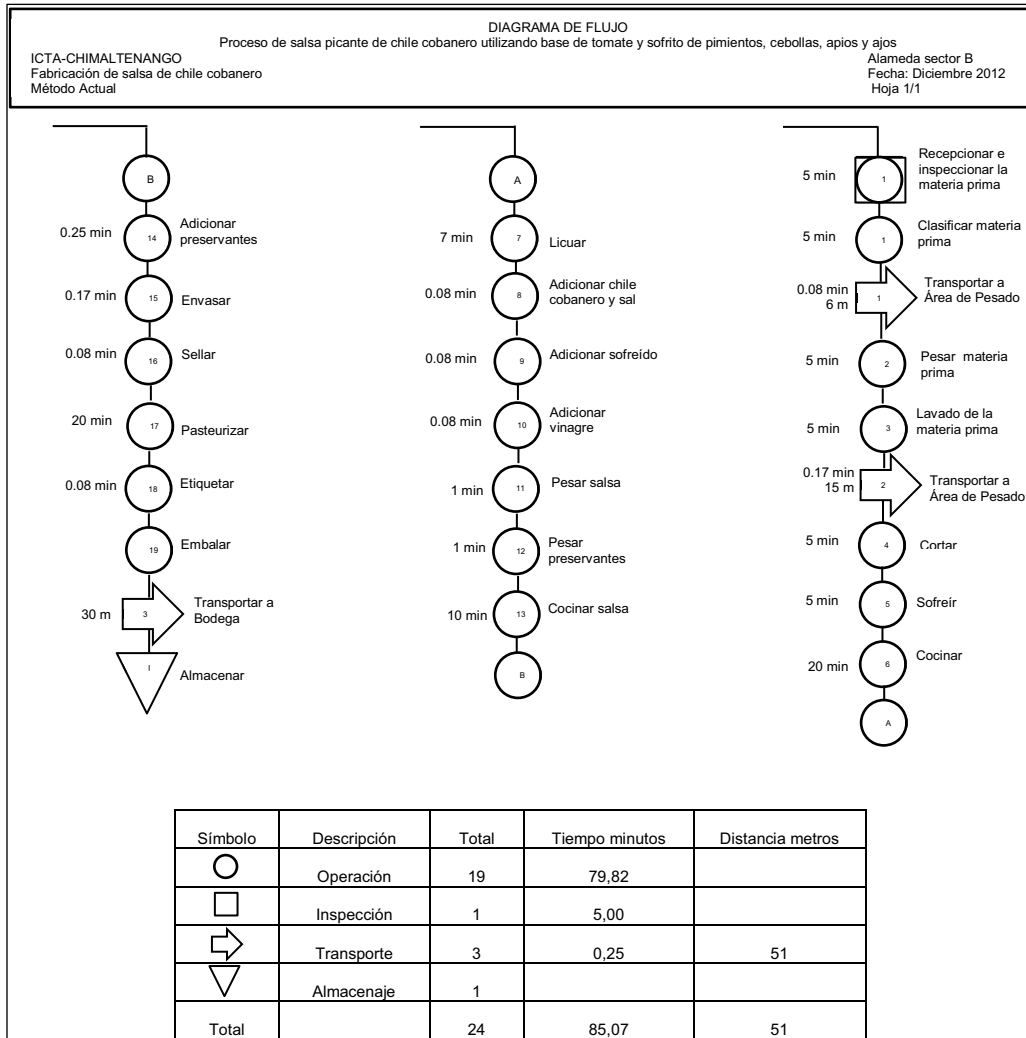 DIAGRAMA DE FLUJO
Proceso de salsa picante de chile cobanero utilizando base de tomate y sofrito de pimientos, cebollas, apios y ajos
ICTA-CHIMALTENANGO
Alameda sector B
Fabricación de salsa de chile cobanero
Fecha: Diciembre 2012
Método Actual
Hoja 1/1
B
0.25 min
14
Adicionar
preservantes
0.17 min
15
Envasar
0.08 min
16
Sellar
20 min
17
Pasteurizar
0.08 min
18
Etiquetar
19
Embalar
30 m
3
Transportar a
Bodega
I
Almacenar
A
7 min
7
Licuar
0.08 min
8
Adicionar chile
cobanero y sal
0.08 min
9
Adicionar sofreído
0.08 min
10
Adicionar
vinagre
1 min
11
Pesar salsa
1 min
12
Pesar
preservantes
10 min
13
Cocinar salsa
B
5 min
1
Recepcionar e
inspeccionar la
materia prima
5 min
1
Clasificar materia
prima
0.08 min
6 m
1
Transportar a
Área de Pesado
5 min
2
Pesar materia
prima
5 min
3
Lavado de la
materia prima
0.17 min
15 m
2
Transportar a
Área de Pesado
5 min
4
Cortar
5 min
5
Sofreír
20 min
6
Cocinar
A
Símbolo Descripción Total Tiempo minutos Distancia metros
Operación 19 79,82
Inspección 1 5,00
Transporte 3 0,25 51
Almacenaje 1
Total 24 85,07 51